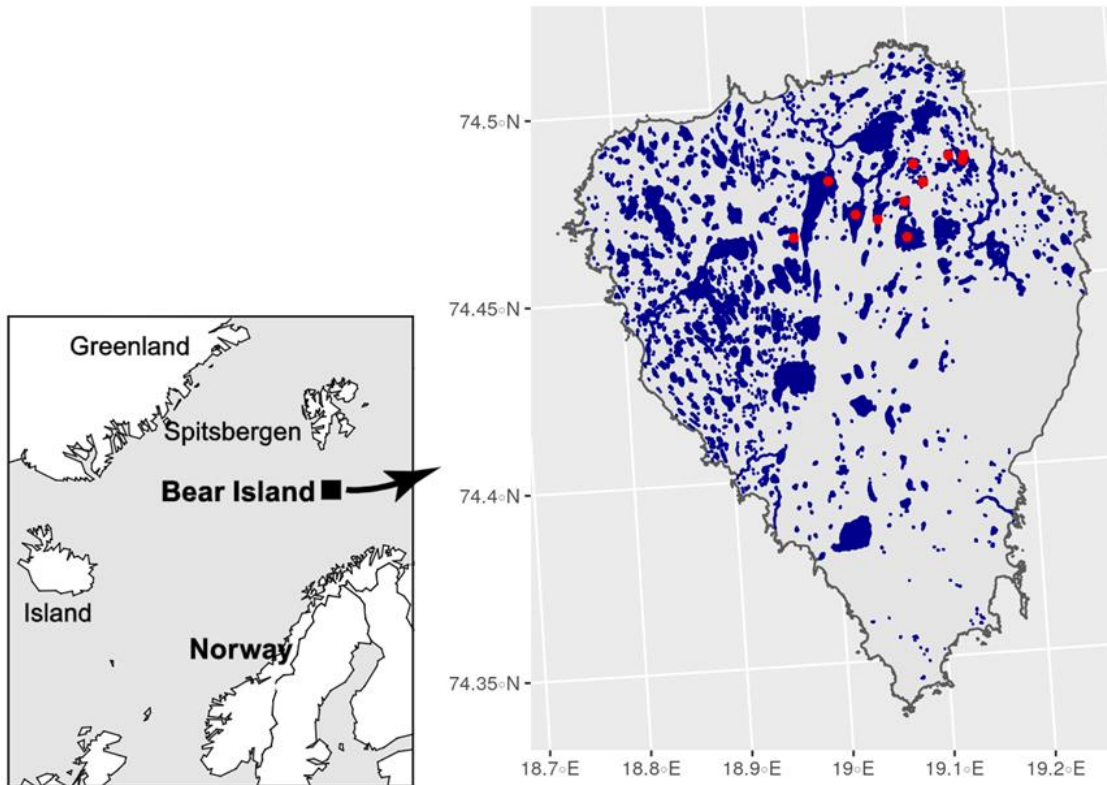 Greenland
Spitsbergen
Bear Island
Island
Norway
74.5°N
74.45°N
74.4°N
74.35°N
18.7°E
18.8°E
18.9°E
19°E
19.1°E
19.2°E